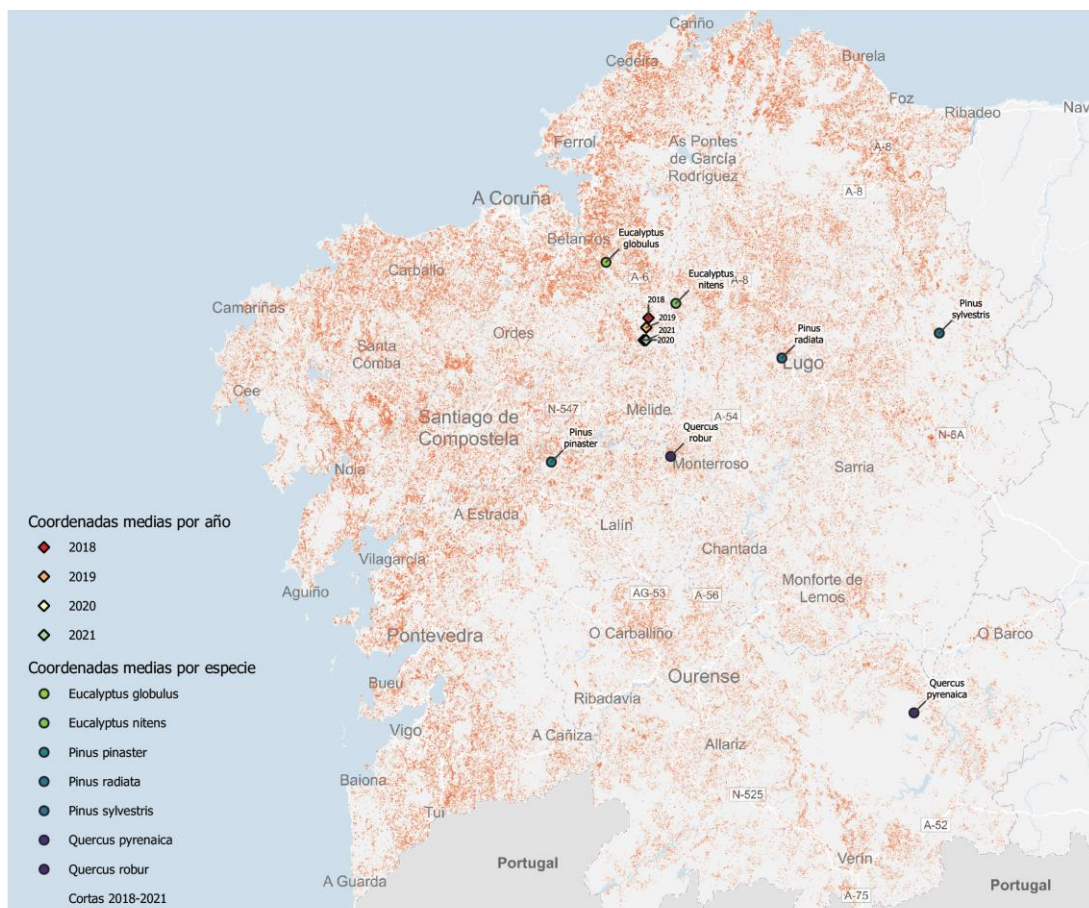 Cariño
Cedeira
Burela
Foz
Ribadeo
Nav
Ferrol
As Pontes
de García
Rodríguez
A-8
A-8
A Coruña
Betanzos
Eucalyptus
globulus
Carballo
A-6
Eucalyptus
nitens
A-8
Camariñas
2018
2019
2021
2020
Ordes
Pinus
sylvestris
Santa
Comba
Pinus
radiata
Lugo
Cee
N-547
Melide
A-54
Santiago de
Compostela
Pinus
pinaster
Quercus
robur
N-6A
Monterroso
Sarria
Noia
A Estrada
Lalín
Coordenadas medias por año
2018
2019
2020
2021
Chantada
Vilagarcía
Monforte de
Lemos
Aguiño
AG-53
A-56
Pontevedra
O Carballiño
O Barco
Coordenadas medias por especie
Eucalyptus globulus
Eucalyptus nitens
Pinus pinaster
Pinus radiata
Pinus sylvestris
Quercus pyrenaica
Quercus robur
Cortas 2018-2021
Ourense
Bueu
Quercus
pyrenaica
Ribadavia
Vigo
A Cañiza
Allariz
Baiona
N-525
Tui
A-52
Verín
Portugal
A Guarda
A-75
Portugal